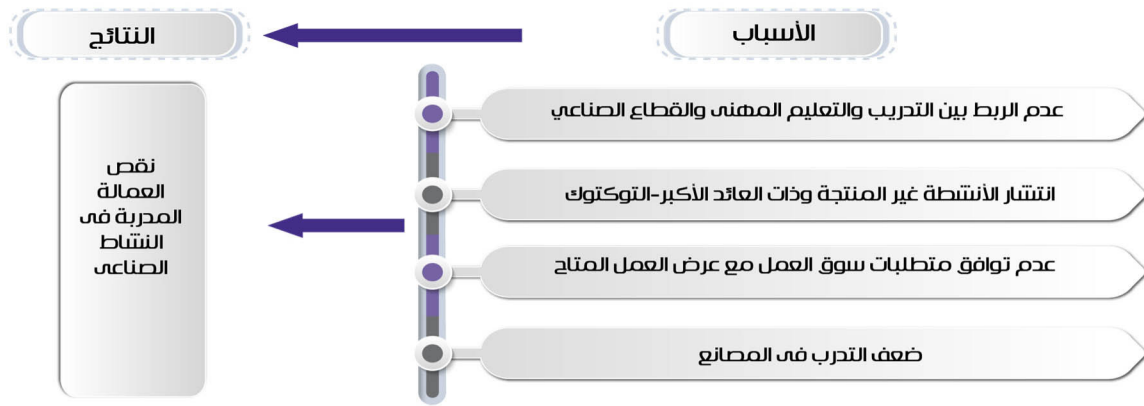 الأسباب
النتائج
عدم الربط بين التدريب والتعليم المهنى والقطاع الصناعي
انتشار الأنشطة غير المنتجة وذات العائد الأكبر-التوكتوك
عدم توافق متطلبات سوق العمل مع عرض العمل المتاح
ضعف التدرب فى المصانع
نقص
العمالة
المدربة فى
النشاط
الصناعى